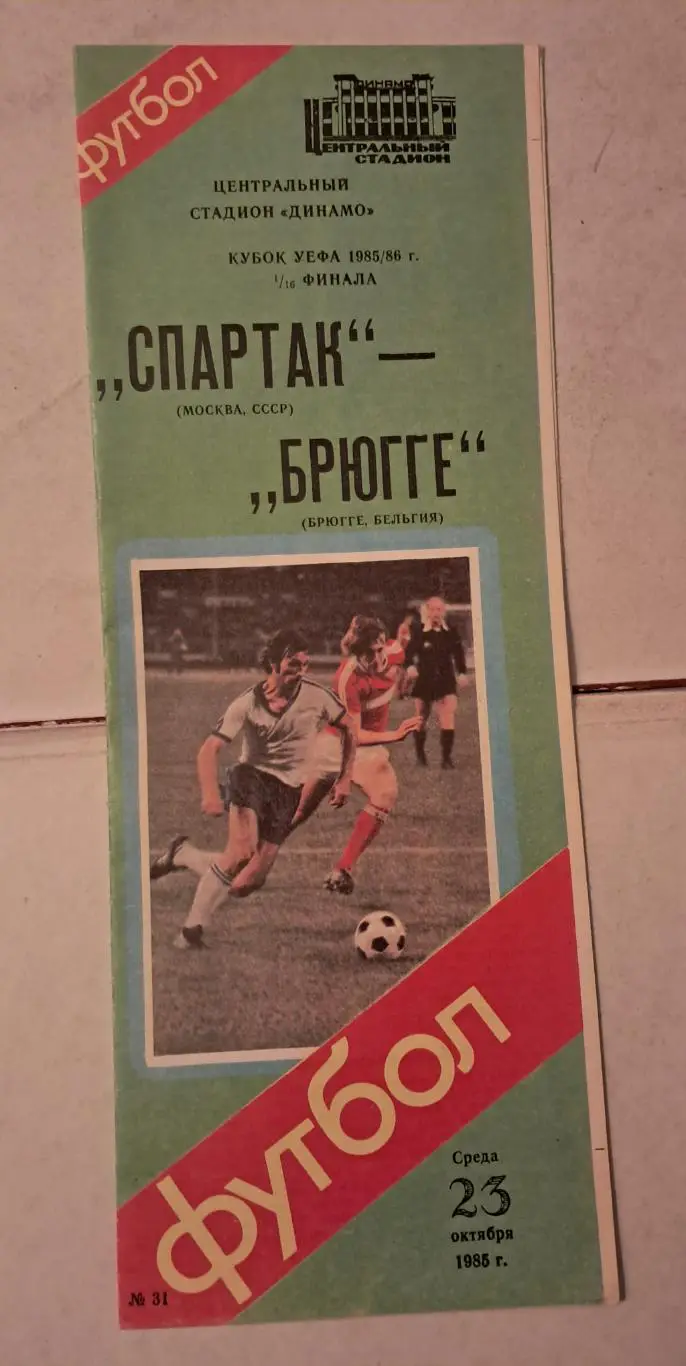 футбол
ДИНАМО
ЦЕНТРАЛЬНЫЙ
СТАДИОН
ЦЕНТРАЛЬНЫЙ
СТАДИОН «ДИНАМО»
КУБОК УЕФА 1985/86 г.
1/16 ФИНАЛА
„СПАРТАК“ —
(МОСКВА, СССР)
„БРЮГГЕ“
(БРЮГГЕ, БЕЛЬГИЯ)
футбол
Среда
23
октября
1985 г.
№ 31